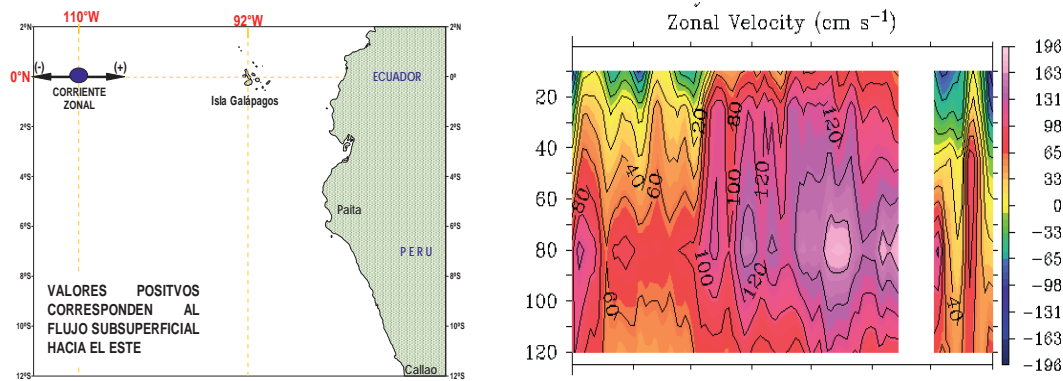 110°W
92°W
2°N
2°N
0°N
(-)
(+)
0°
CORRIENTE
ZONAL
Isla Galápagos
ECUADOR
2°S
2°S
4°S
4°S
Paita
6°S
6°S
PERU
8°S
8°S
VALORES POSITVOS
CORRESPONDEN AL
FLUJO SUBSUPERFICIAL
HACIA EL ESTE
10°S
10°S
12°S
Callao
12°S
Zonal Velocity (cm s⁻¹)
20
40
60
80
100
120
80
40
60
60
20
80
100
100
120
120
120
40
196
163
131
98
65
33
0
−33
−65
−98
−131
−163
−196